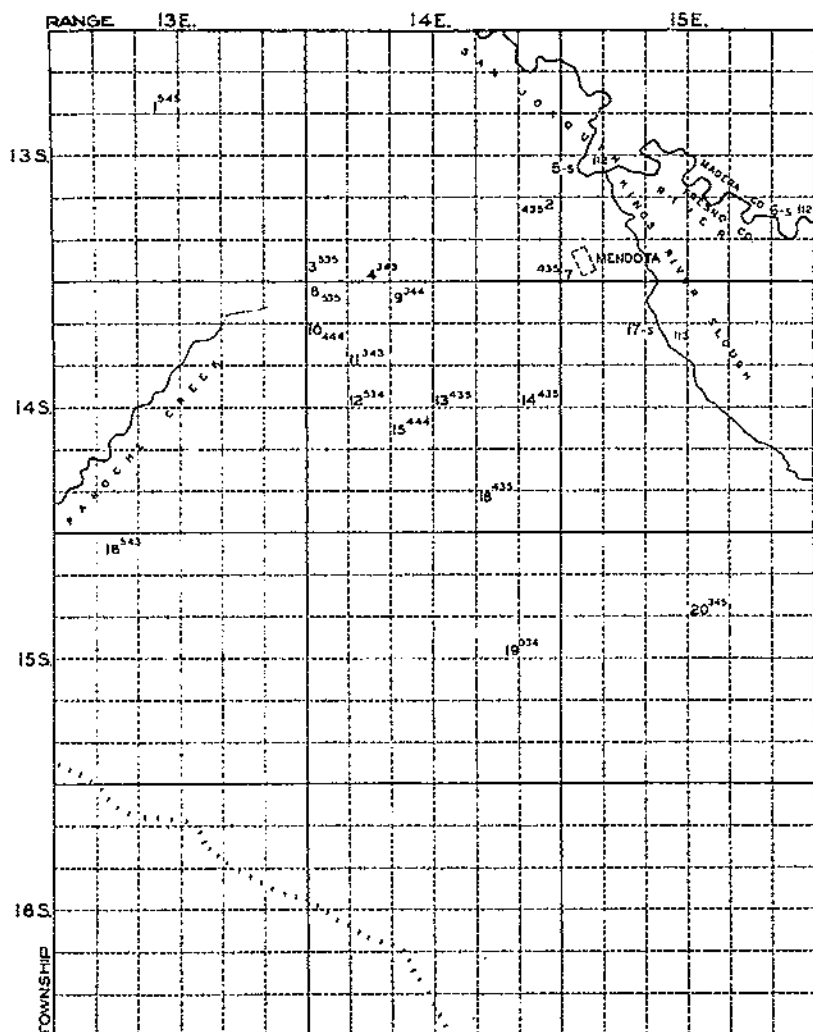 RANGE 13E. 14E. 15E.
1 545
13S.
SAN JOAQUIN RIVER
5-S 112
MADERA CO.
FRESNO CO.
6-S 112
435 2
KINGS RIVER SLOUGH
3 535
4 345
435 7
MENDOTA
8 535
9 344
10 444
17-S 113
11 343
PANOCHE CREEK
14S.
12 534
13 435
14 435
15 444
18 435
18 543
20 345
15S.
19 034
16S.
TOWNSHIP